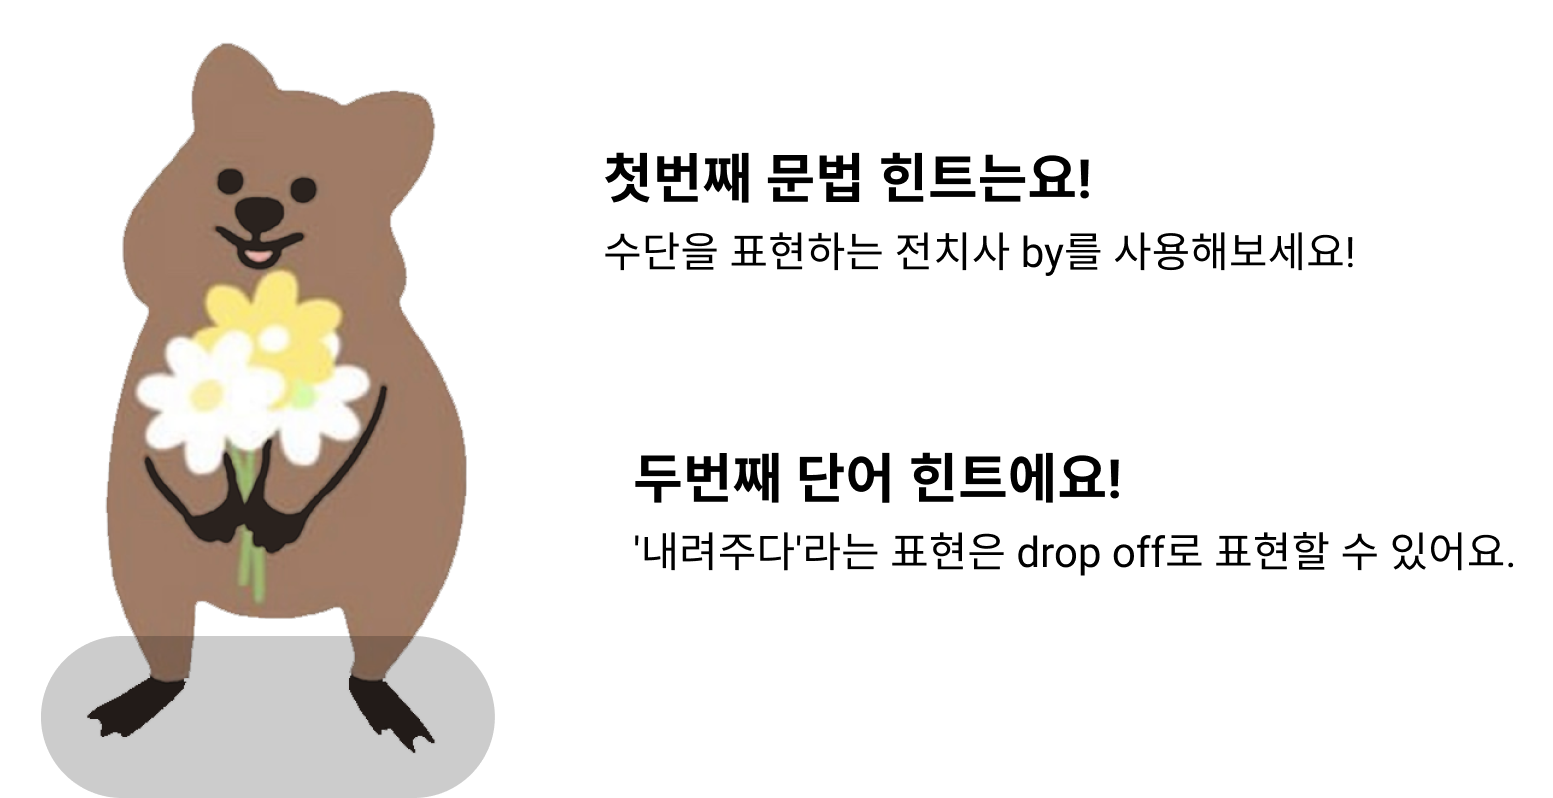 첫번째 문법 힌트는요!
수단을 표현하는 전치사 by를 사용해보세요!
두번째 단어 힌트에요!
'내려주다'라는 표현은 drop off로 표현할 수 있어요.